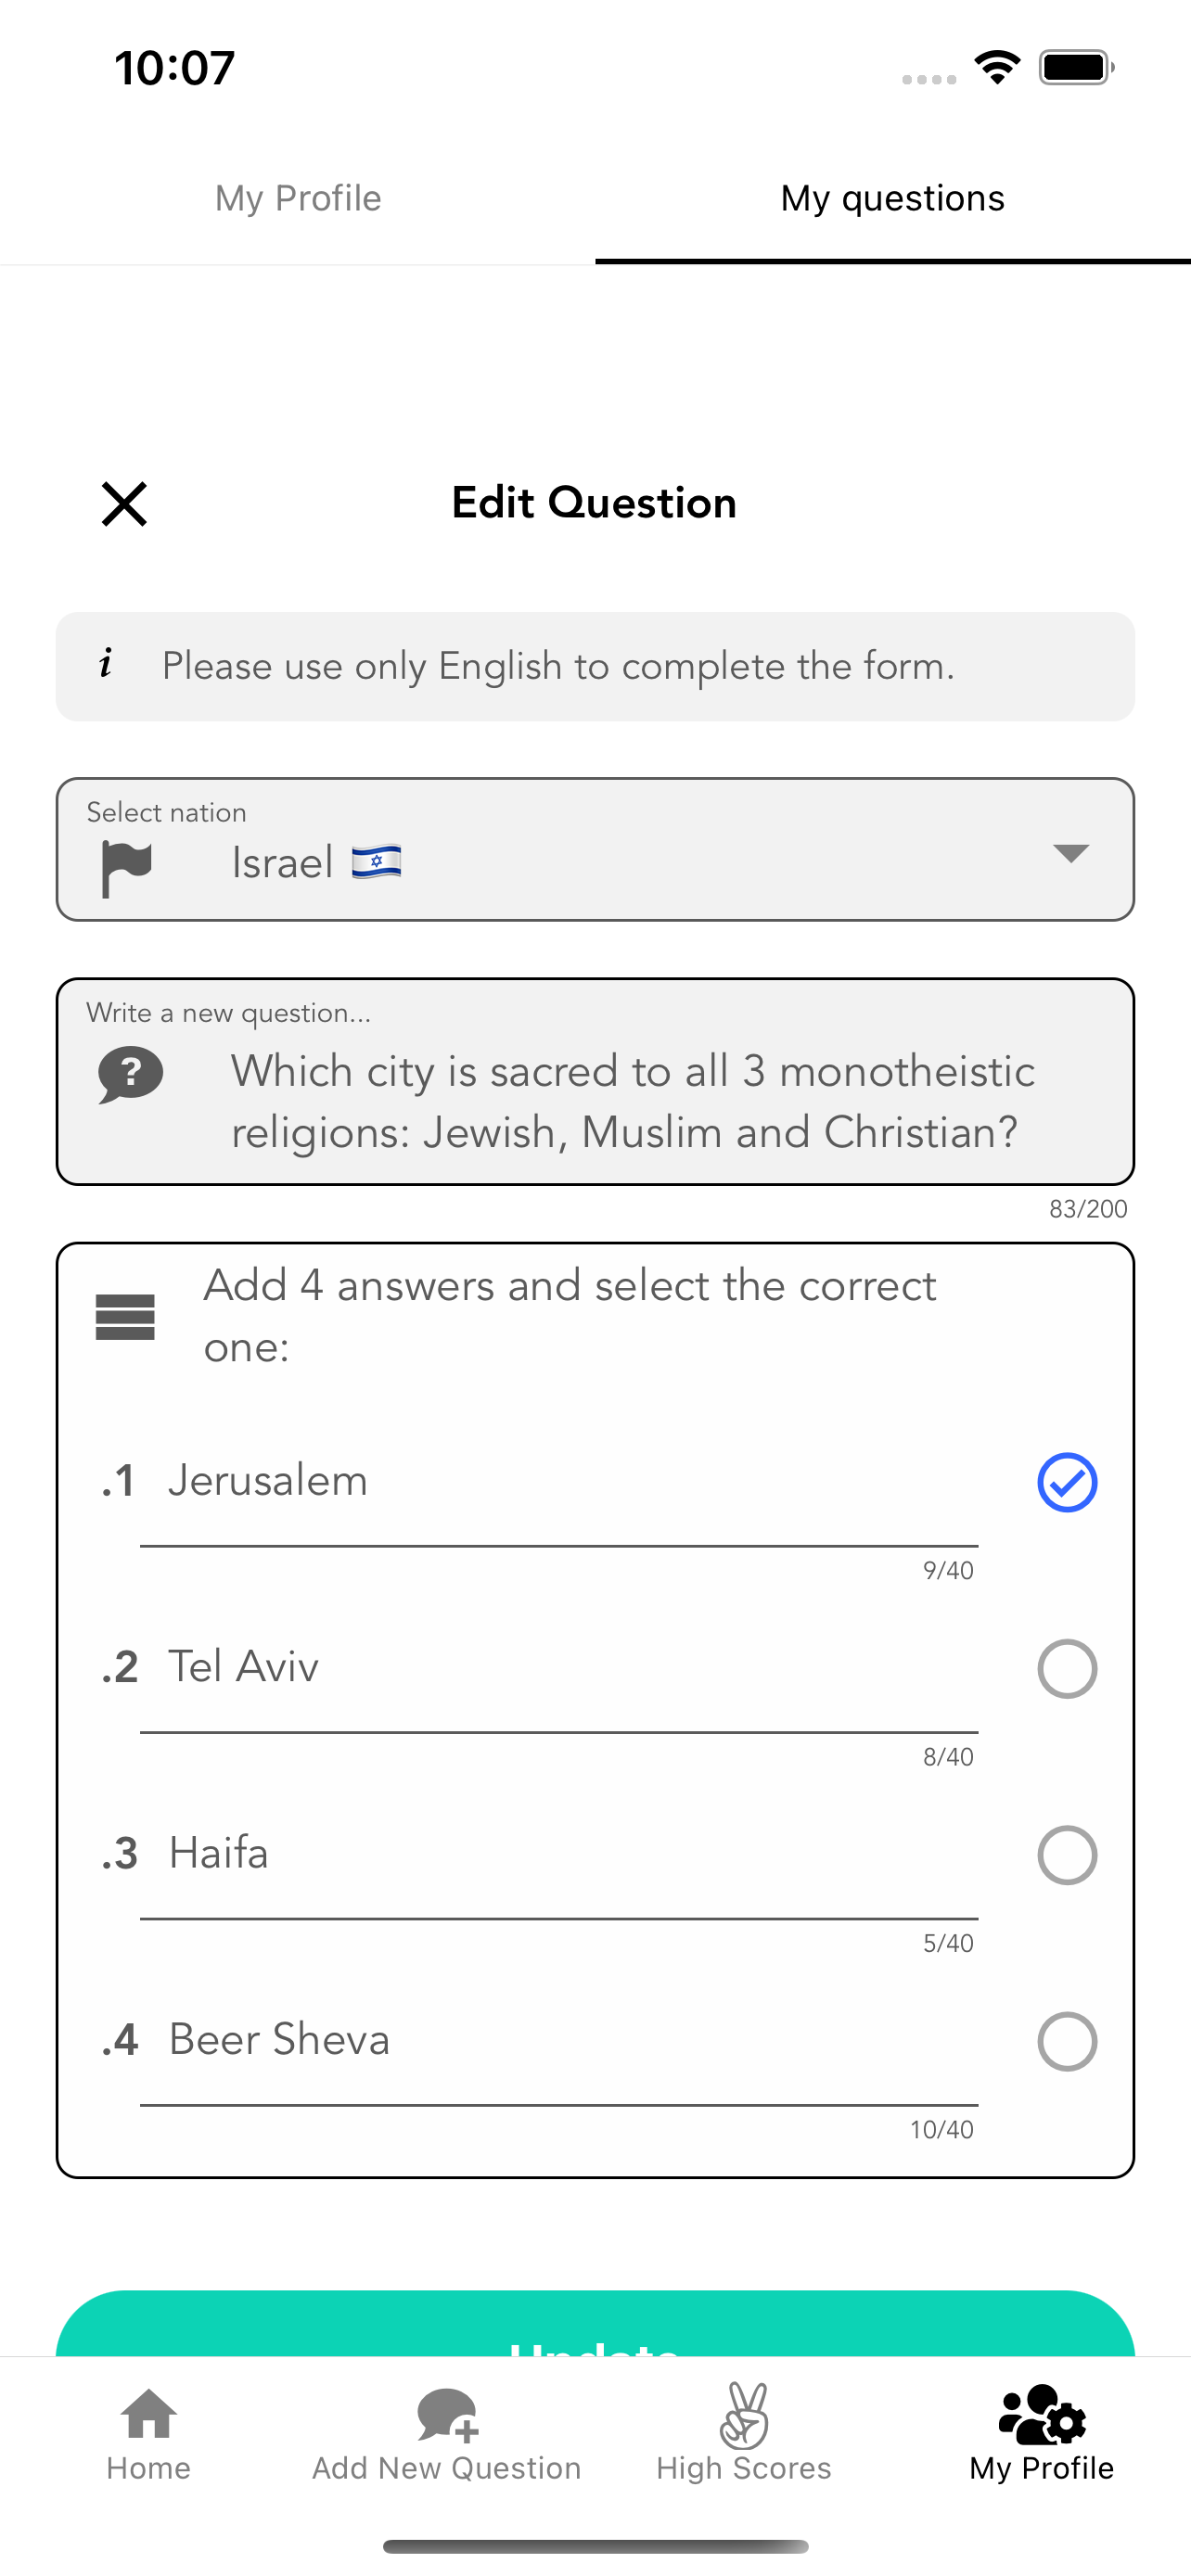 10:07
My Profile
My questions
Edit Question
i Please use only English to complete the form.
Select nation
Israel 🇮🇱
Write a new question...
? Which city is sacred to all 3 monotheistic
religions: Jewish, Muslim and Christian?
83/200
Add 4 answers and select the correct
one:
.1 Jerusalem
9/40
.2 Tel Aviv
8/40
.3 Haifa
5/40
.4 Beer Sheva
10/40
Update
Home
Add New Question
High Scores
My Profile